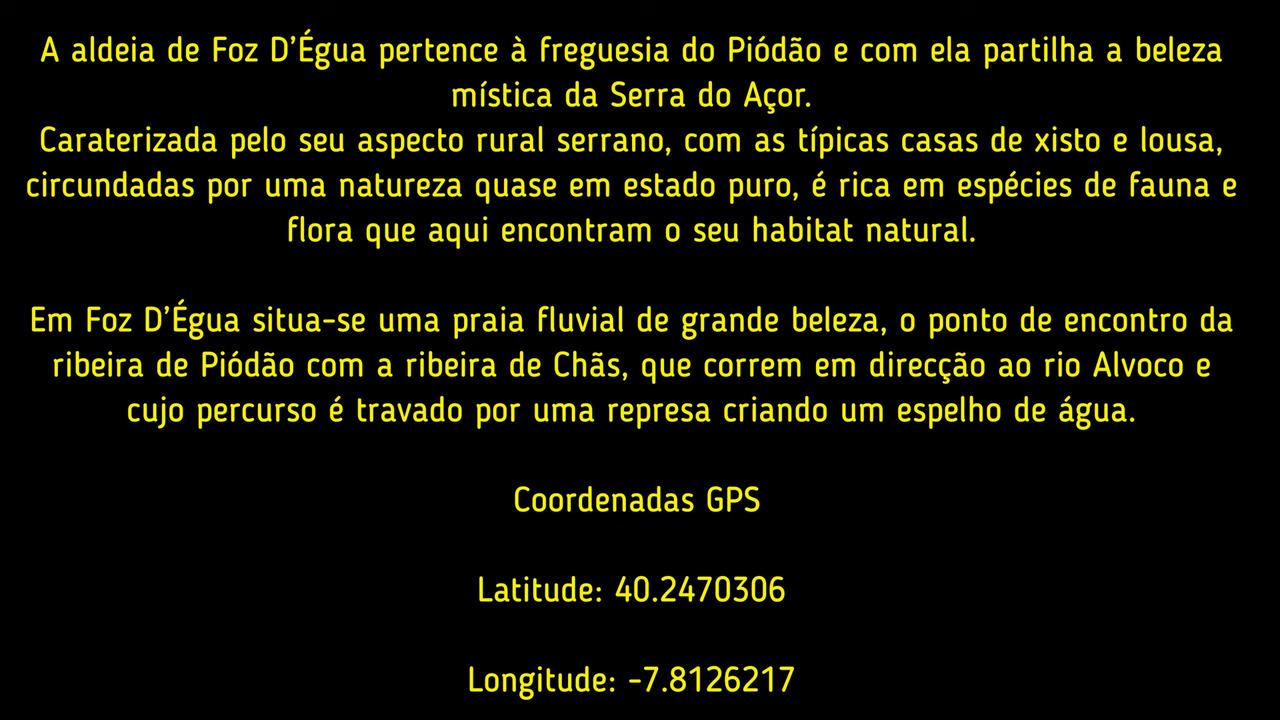 A aldeia de Foz D’Égua pertence à freguesia do Piódão e com ela partilha a beleza
mística da Serra do Açor.
Caraterizada pelo seu aspecto rural serrano, com as típicas casas de xisto e lousa,
circundadas por uma natureza quase em estado puro, é rica em espécies de fauna e
flora que aqui encontram o seu habitat natural.
Em Foz D’Égua situa-se uma praia fluvial de grande beleza, o ponto de encontro da
ribeira de Piódão com a ribeira de Chãs, que correm em direcção ao rio Alvoco e
cujo percurso é travado por uma represa criando um espelho de água.
Coordenadas GPS
Latitude: 40.2470306
Longitude: -7.8126217